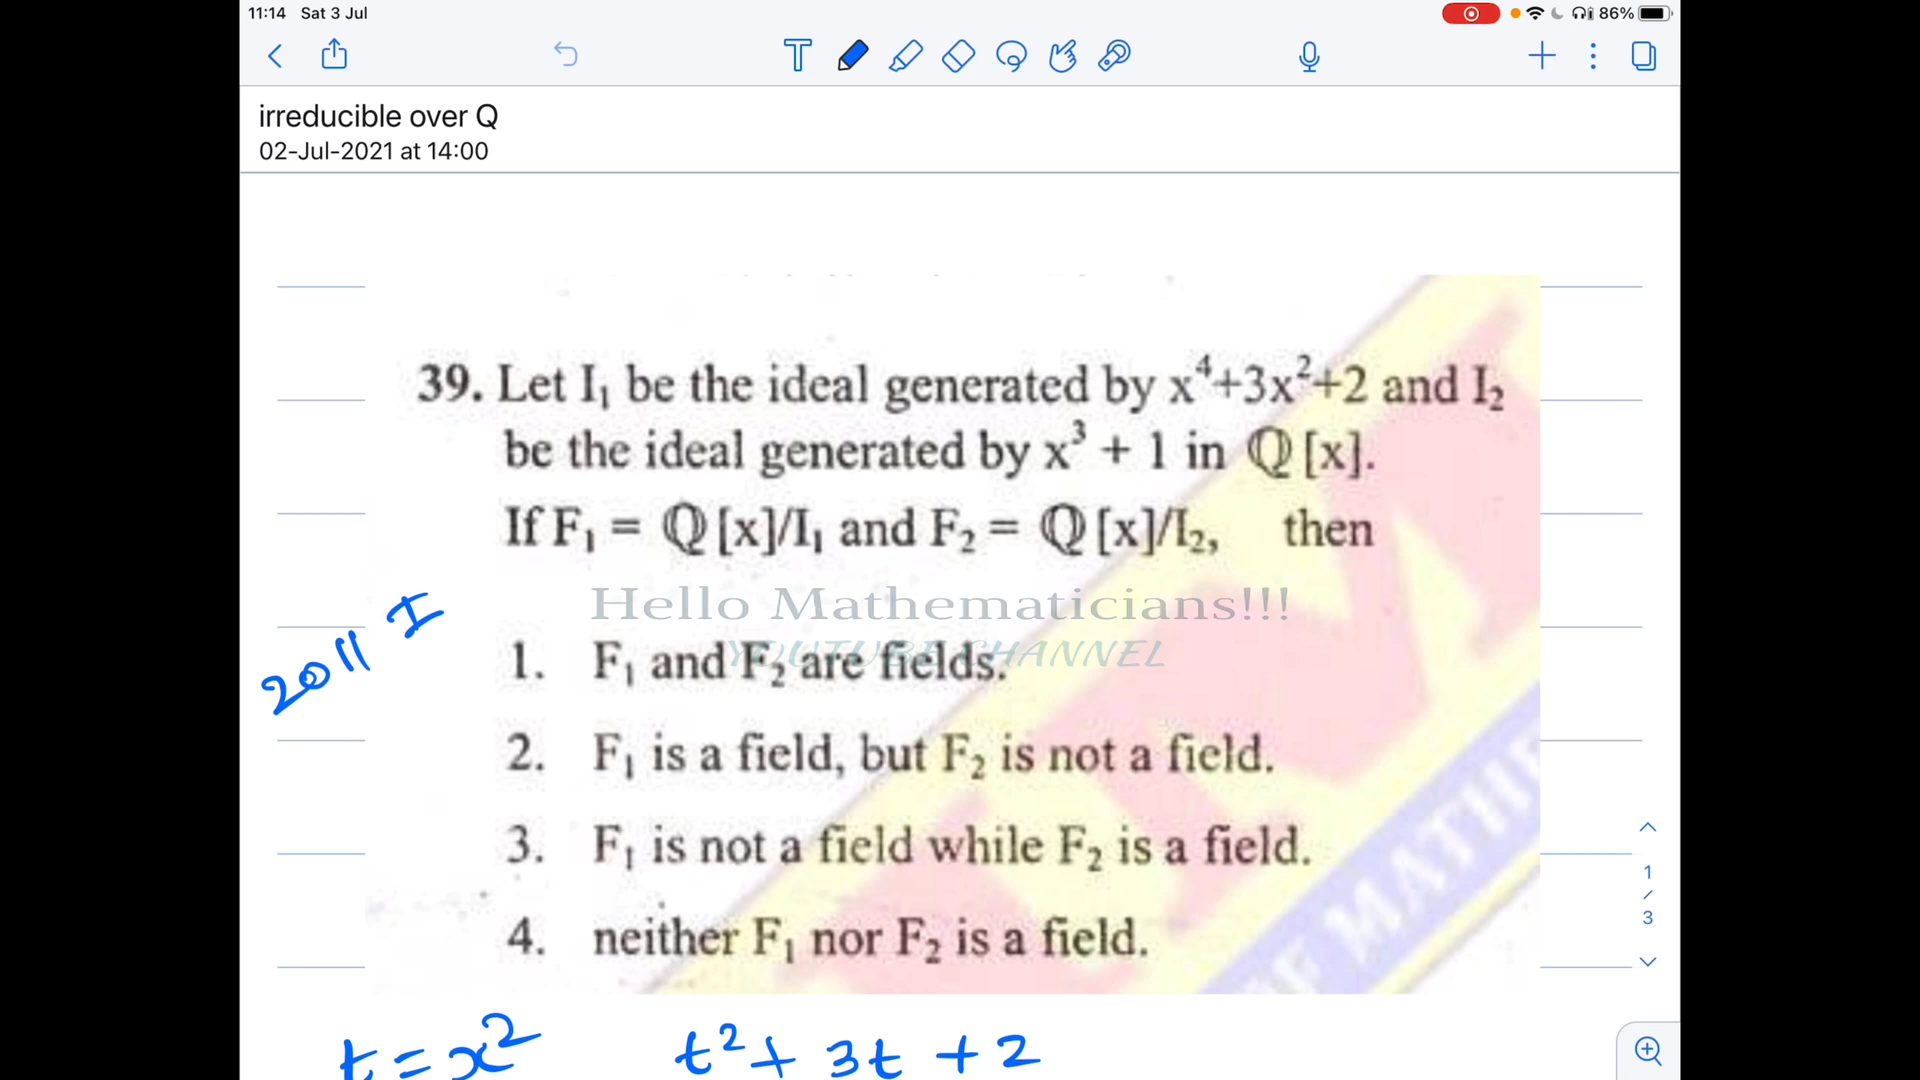 11:14 Sat 3 Jul 86%
irreducible over Q
02-Jul-2021 at 14:00
39. Let I₁ be the ideal generated by x⁴+3x²+2 and I₂
be the ideal generated by x³ + 1 in ℚ [x].
If F₁ = ℚ [x]/I₁ and F₂ = ℚ [x]/I₂, then
Hello Mathematicians!!!
YOUTUBE CHANNEL
2011 I
1. F₁ and F₂ are fields.
2. F₁ is a field, but F₂ is not a field.
3. F₁ is not a field while F₂ is a field.
4. neither F₁ nor F₂ is a field.
1
/
3
t = x² t² + 3t + 2